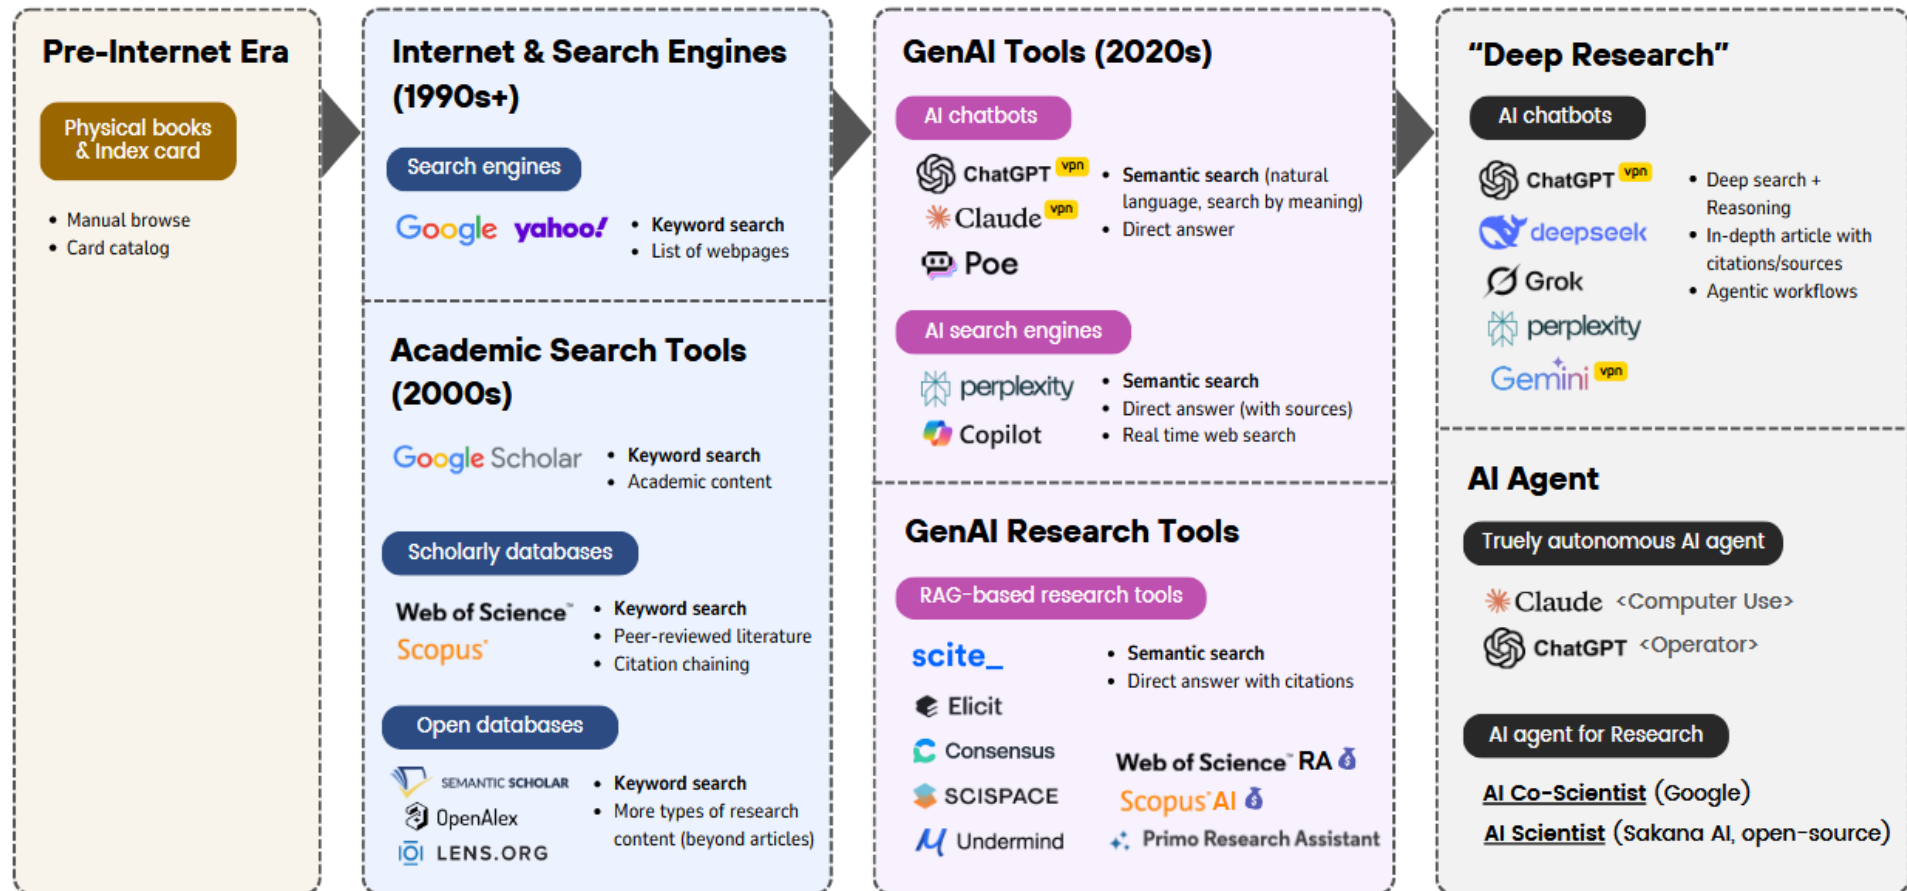 Pre-Internet Era
Physical books
& Index card
• Manual browse
• Card catalog
Internet & Search Engines
(1990s+)
Search engines
Google yahoo!
• Keyword search
• List of webpages
Academic Search Tools
(2000s)
Google Scholar
• Keyword search
• Academic content
Scholarly databases
Web of Science™
Scopus®
• Keyword search
• Peer-reviewed literature
• Citation chaining
Open databases
SEMANTIC SCHOLAR
OpenAlex
LENS.ORG
• Keyword search
• More types of research
content (beyond articles)
GenAI Tools (2020s)
AI chatbots
ChatGPT vpn
Claude vpn
Poe
• Semantic search (natural
language, search by meaning)
• Direct answer
AI search engines
perplexity
Copilot
• Semantic search
• Direct answer (with sources)
• Real time web search
GenAI Research Tools
RAG-based research tools
scite_
Elicit
Consensus
SCISPACE
Undermind
• Semantic search
• Direct answer with citations
Web of Science™ RA
Scopus® AI
Primo Research Assistant
“Deep Research”
AI chatbots
ChatGPT vpn
deepseek
Grok
perplexity
Gemini vpn
• Deep search +
Reasoning
• In-depth article with
citations/sources
• Agentic workflows
AI Agent
Truely autonomous AI agent
Claude <Computer Use>
ChatGPT <Operator>
AI agent for Research
AI Co-Scientist (Google)
AI Scientist (Sakana AI, open-source)